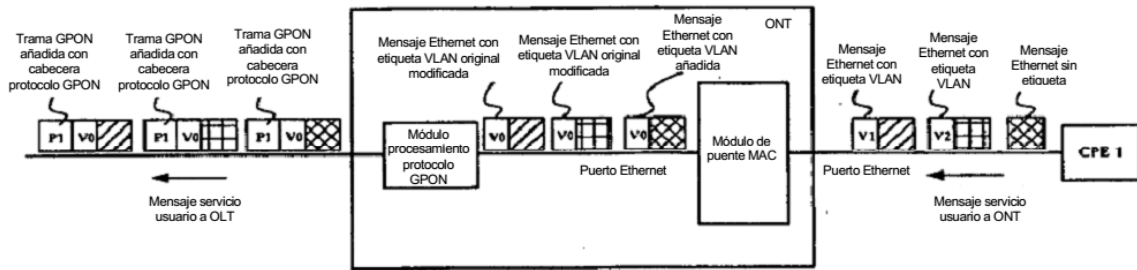 Trama GPON
añadida con
cabecera
protocolo GPON
Trama GPON
añadida con
cabecera
protocolo GPON
Trama GPON
añadida con
cabecera
protocolo GPON
P1 V0
P1 V0
P1 V0
Mensaje servicio
usuario a OLT
ONT
Mensaje Ethernet con
etiqueta VLAN original
modificada
Mensaje Ethernet con
etiqueta VLAN original
modificada
Mensaje
Ethernet con
etiqueta VLAN
añadida
Módulo
procesamiento
protocolo
GPON
V0
V0
V0
Puerto Ethernet
Módulo de
puente MAC
Mensaje
Ethernet con
etiqueta VLAN
Mensaje
Ethernet con
etiqueta
VLAN
Mensaje
Ethernet sin
etiqueta
V1
V2
CPE 1
Puerto Ethernet
Mensaje servicio
usuario a ONT